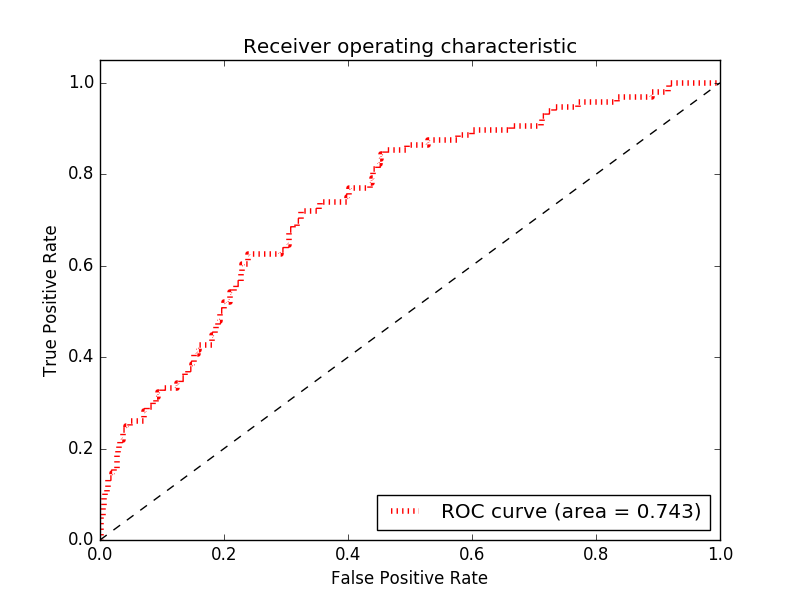 Receiver operating characteristic
1.0
0.8
0.6
0.4
0.2
0.0
True Positive Rate
ROC curve (area = 0.743)
0.0 0.2 0.4 0.6 0.8 1.0
False Positive Rate